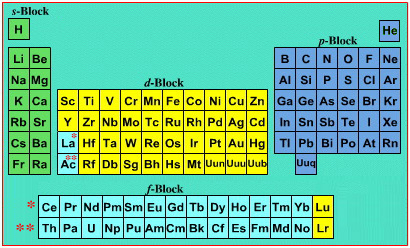 s-Block
H He
p-Block
Li Be B C N O F Ne
Na Mg d-Block Al Si P S Cl Ar
K Ca Sc Ti V Cr Mn Fe Co Ni Cu Zn Ga Ge As Se Br Kr
Rb Sr Y Zr Nb Mo Tc Ru Rh Pd Ag Cd In Sn Sb Te I Xe
Cs Ba La* Hf Ta W Re Os Ir Pt Au Hg Tl Pb Bi Po At Rn
Fr Ra Ac** Rf Db Sg Bh Hs Mt Uun Uuu Uub Uuq
f-Block
* Ce Pr Nd Pm Sm Eu Gd Tb Dy Ho Er Tm Yb Lu
** Th Pa U Np Pu Am Cm Bk Cf Es Fm Md No Lr